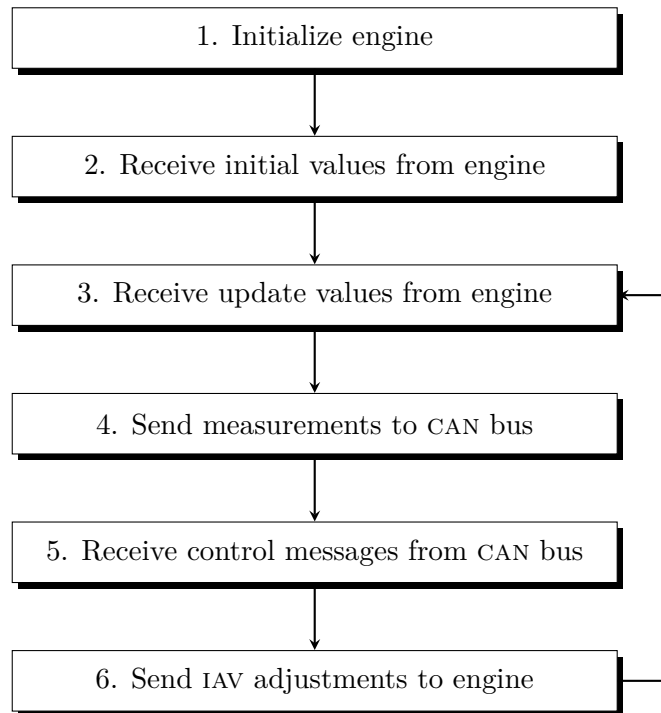 1. Initialize engine
2. Receive initial values from engine
3. Receive update values from engine
4. Send measurements to CAN bus
5. Receive control messages from CAN bus
6. Send IAV adjustments to engine